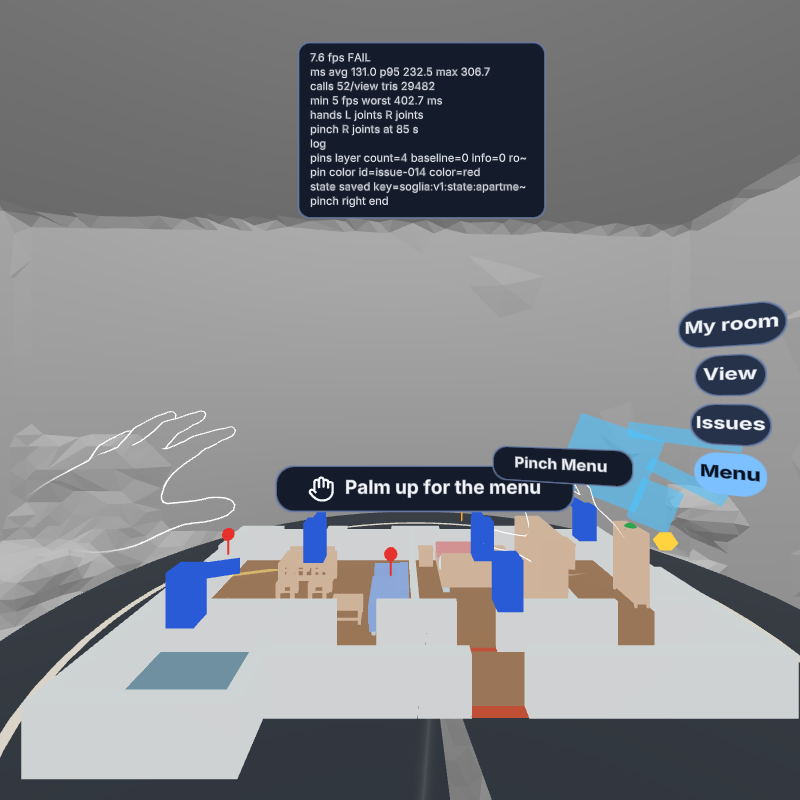 7.6 fps FAIL
ms avg 131.0 p95 232.5 max 306.7
calls 52/view tris 29482
min 5 fps worst 402.7 ms
hands L joints R joints
pinch R joints at 85 s
log
pins layer count=4 baseline=0 info=0 ro~
pin color id=issue-014 color=red
state saved key=soglia:v1:state:apartme~
pinch right end
My room
View
Issues
Menu
Pinch Menu
Palm up for the menu